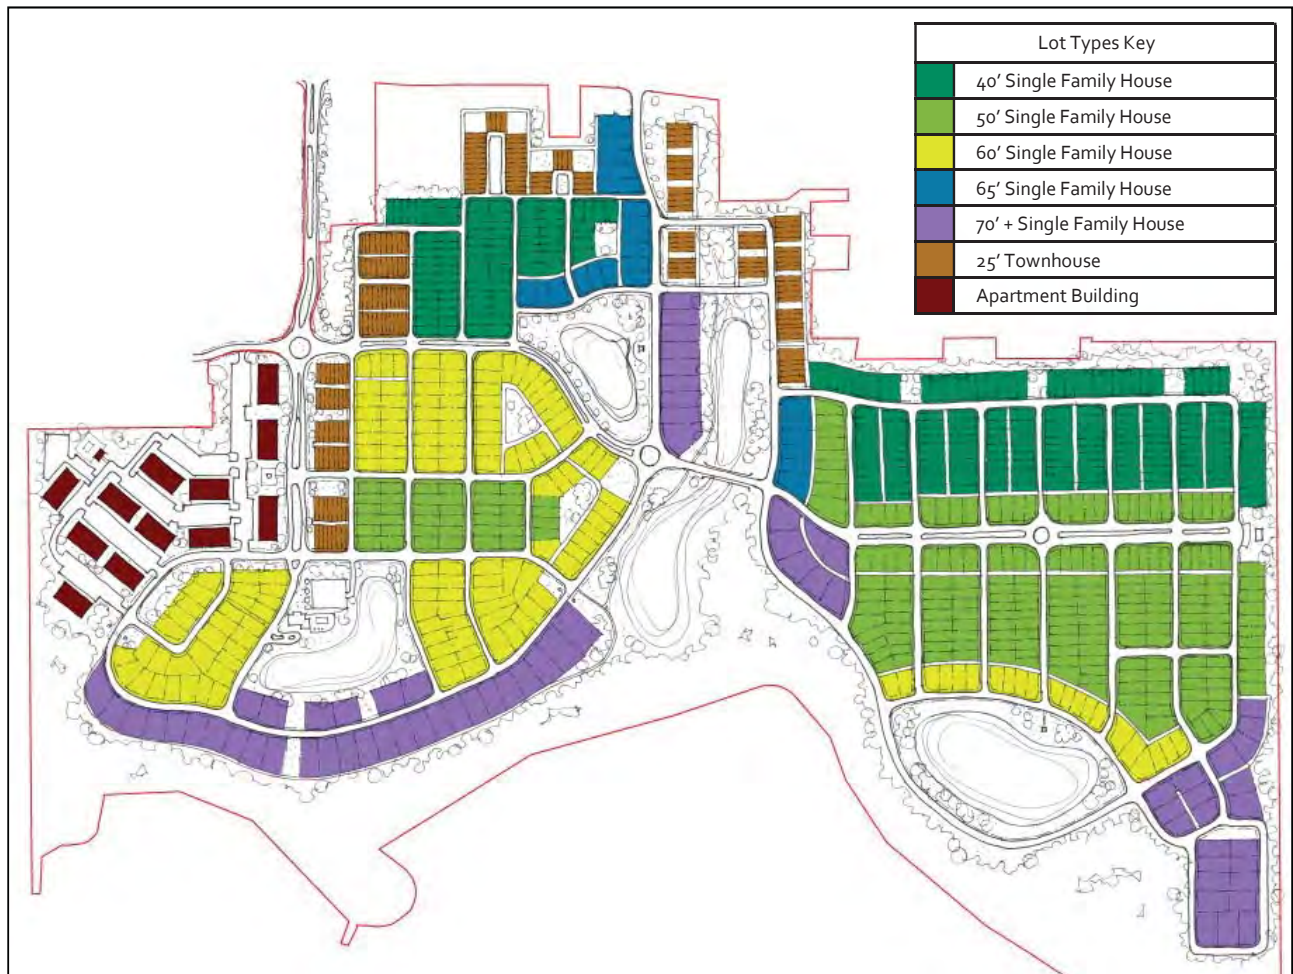 Lot Types Key
40' Single Family House
50' Single Family House
60' Single Family House
65' Single Family House
70' + Single Family House
25' Townhouse
Apartment Building